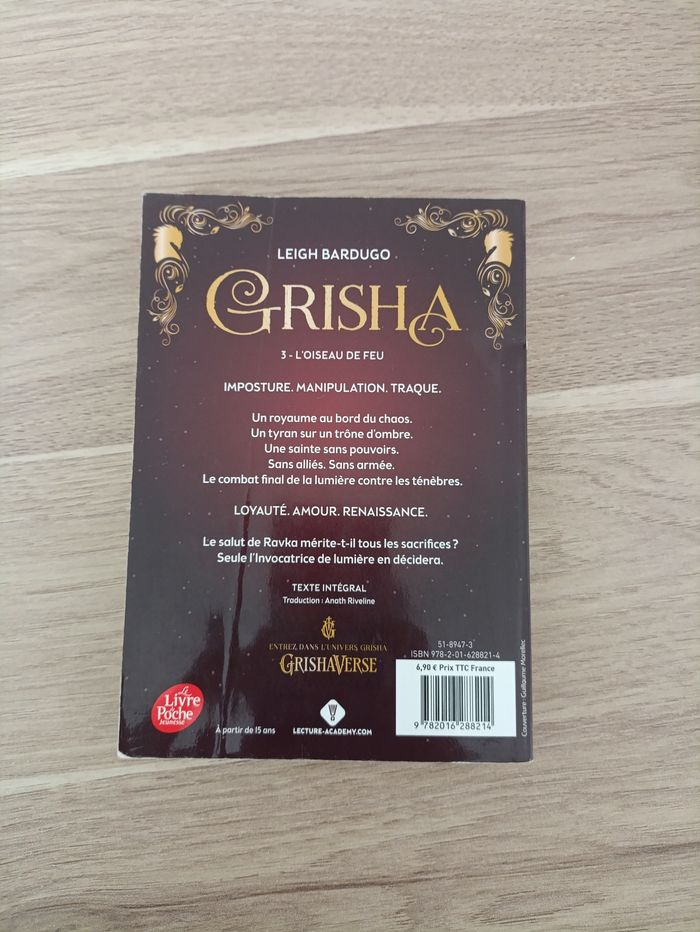 LEIGH BARDUGO
GRISHA
3 - L'OISEAU DE FEU
IMPOSTURE. MANIPULATION. TRAQUE.
Un royaume au bord du chaos.
Un tyran sur un trône d'ombre.
Une sainte sans pouvoirs.
Sans alliés. Sans armée.
Le combat final de la lumière contre les ténèbres.
LOYAUTÉ. AMOUR. RENAISSANCE.
Le salut de Ravka mérite-t-il tous les sacrifices ?
Seule l'Invocatrice de lumière en décidera.
TEXTE INTÉGRAL
Traduction : Anath Riveline
ENTREZ DANS L'UNIVERS GRISHA
GRISHAVERSE
51-8947-3
ISBN 978-2-01-628821-4
6,90 € Prix TTC France
9 782016 288214
Le
Livre
de
Poche
Jeunesse
À partir de 15 ans
LECTURE-ACADEMY.COM
Couverture : Guillaume Morellec